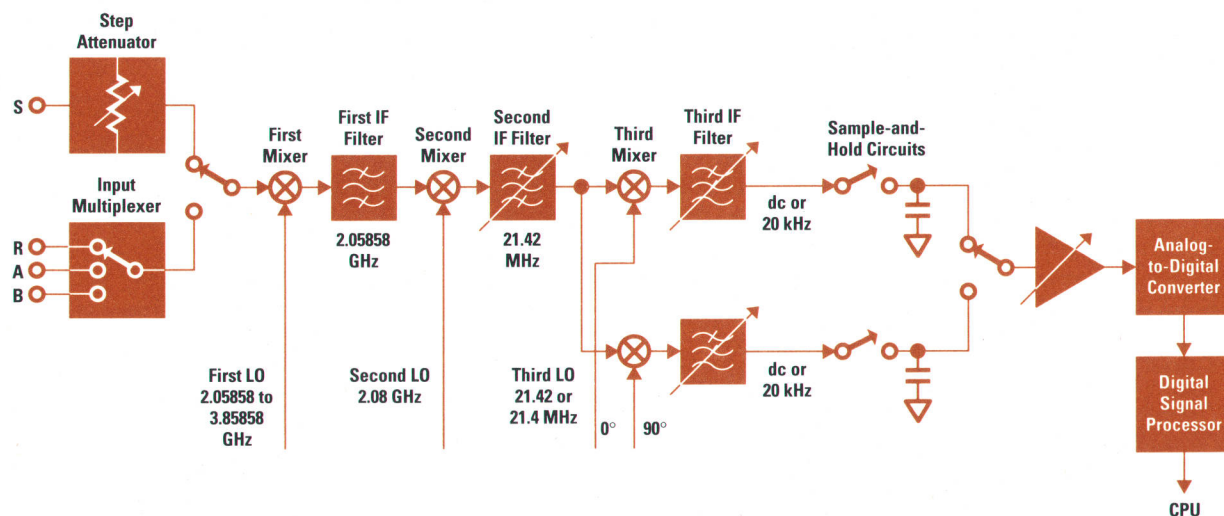 Step
Attenuator
S
Input
Multiplexer
R
A
B
First
Mixer
First IF
Filter
2.05858
GHz
Second
Mixer
Second
IF Filter
21.42
MHz
Third
Mixer
Third IF
Filter
dc or
20 kHz
Sample-and-
Hold Circuits
dc or
20 kHz
First LO
2.05858 to
3.85858
GHz
Second LO
2.08 GHz
Third LO
21.42 or
21.4 MHz
0°
90°
Analog-
to-Digital
Converter
Digital
Signal
Processor
CPU